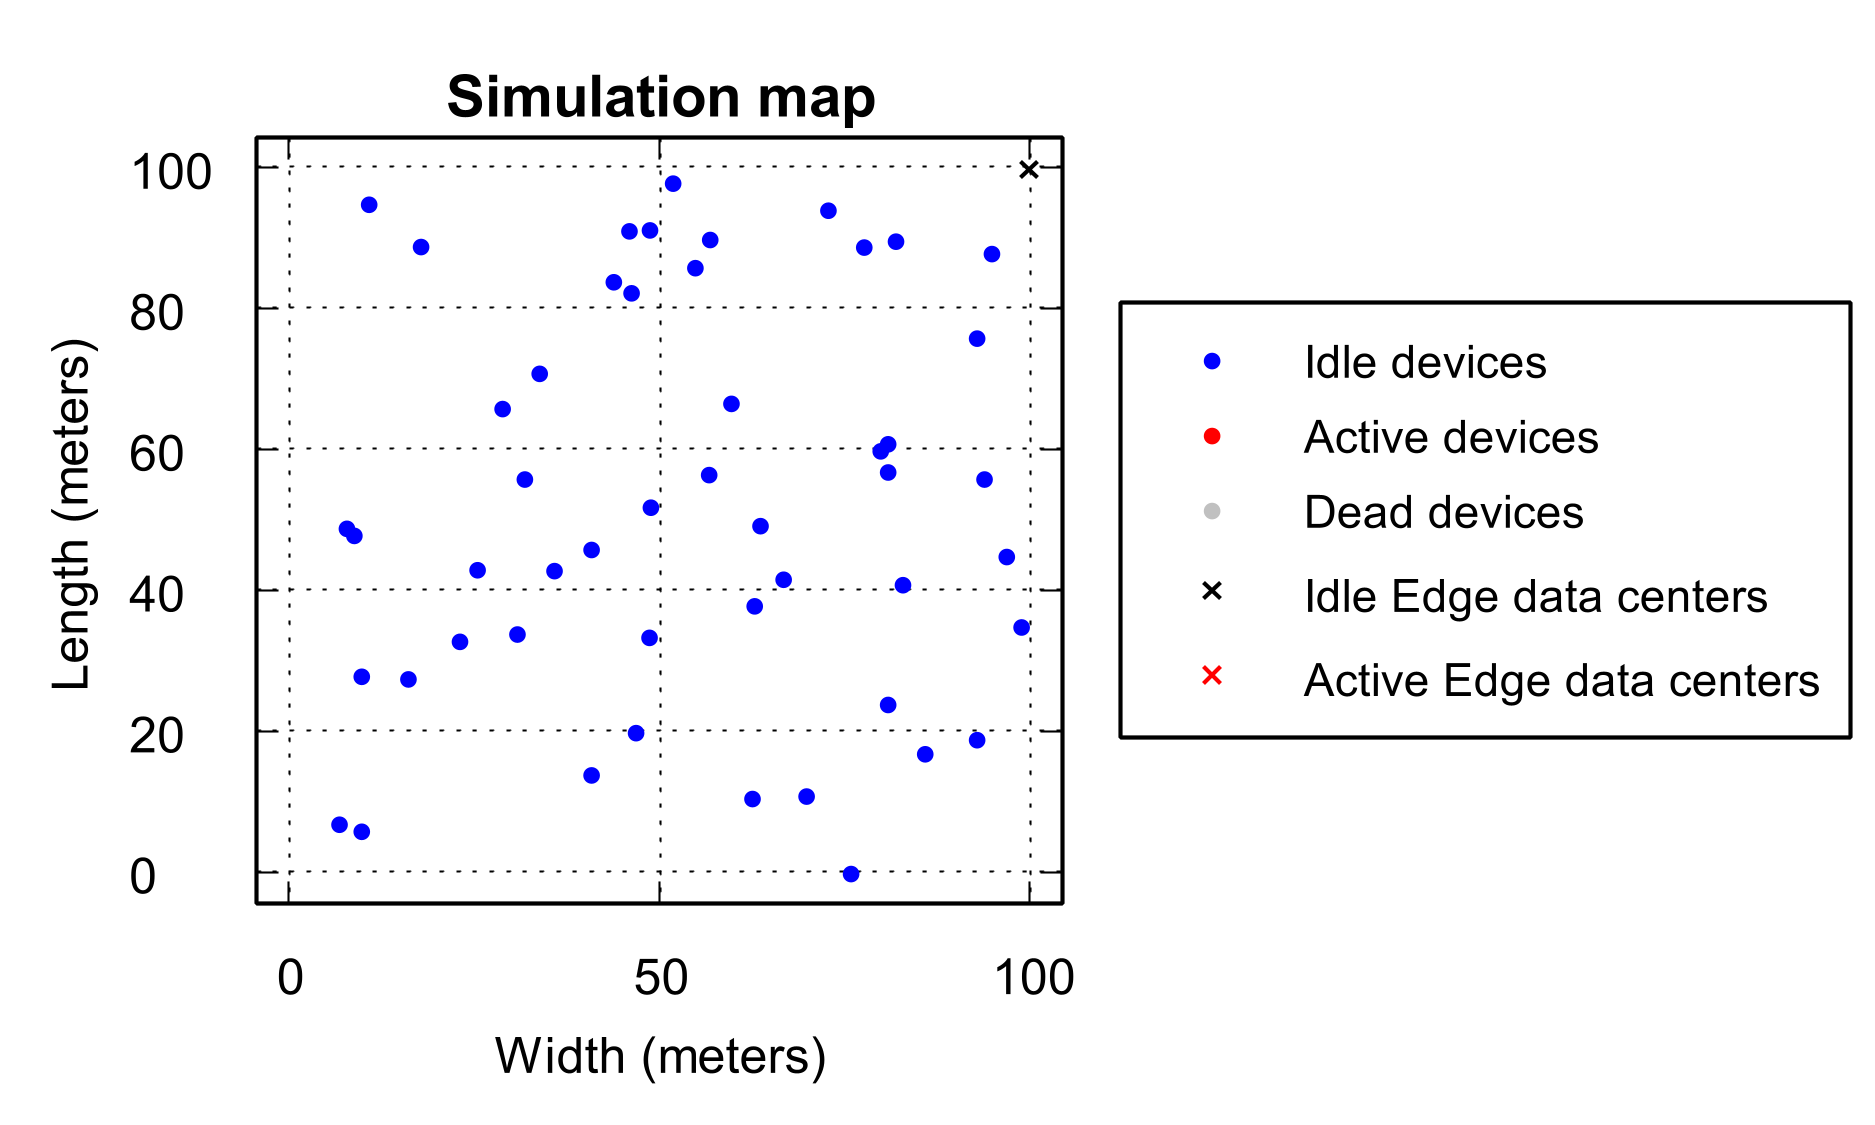 Simulation map
100
80
60
40
20
0
Length (meters)
0 50 100
Width (meters)
Idle devices
Active devices
Dead devices
Idle Edge data centers
Active Edge data centers